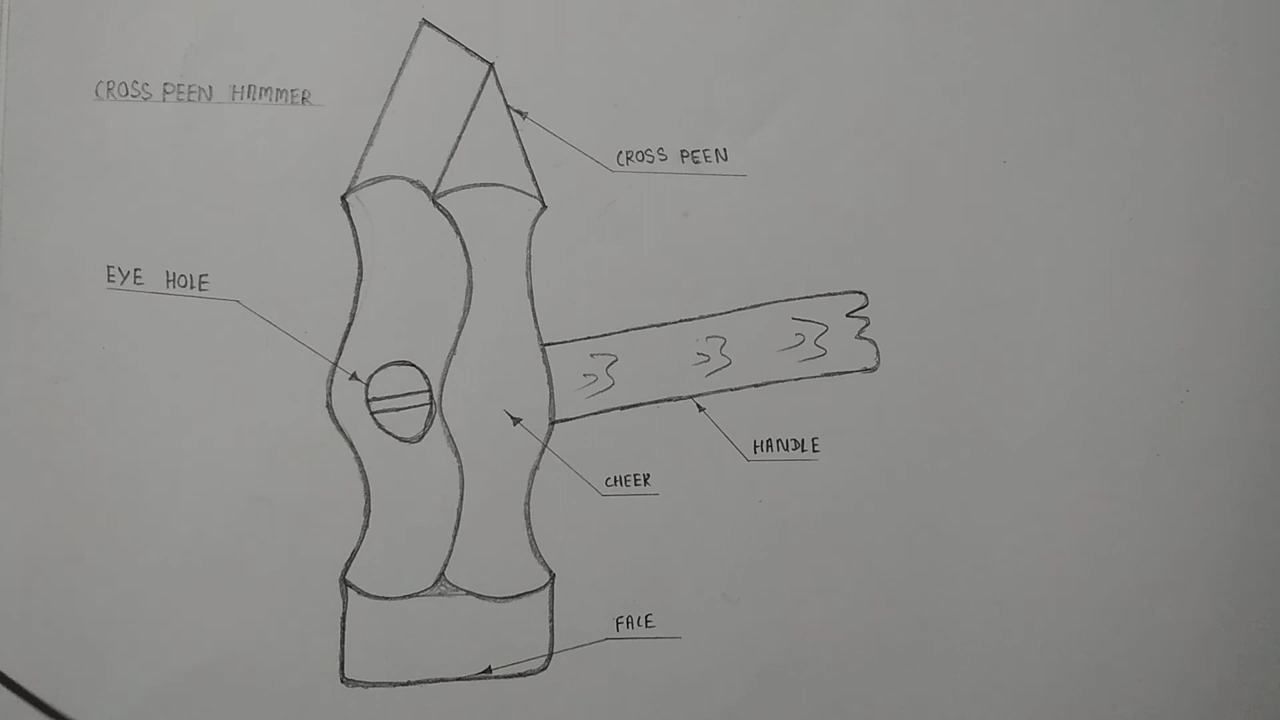 CROSS PEEN HAMMER
CROSS PEEN
EYE HOLE
HANDLE
CHEEK
FACE